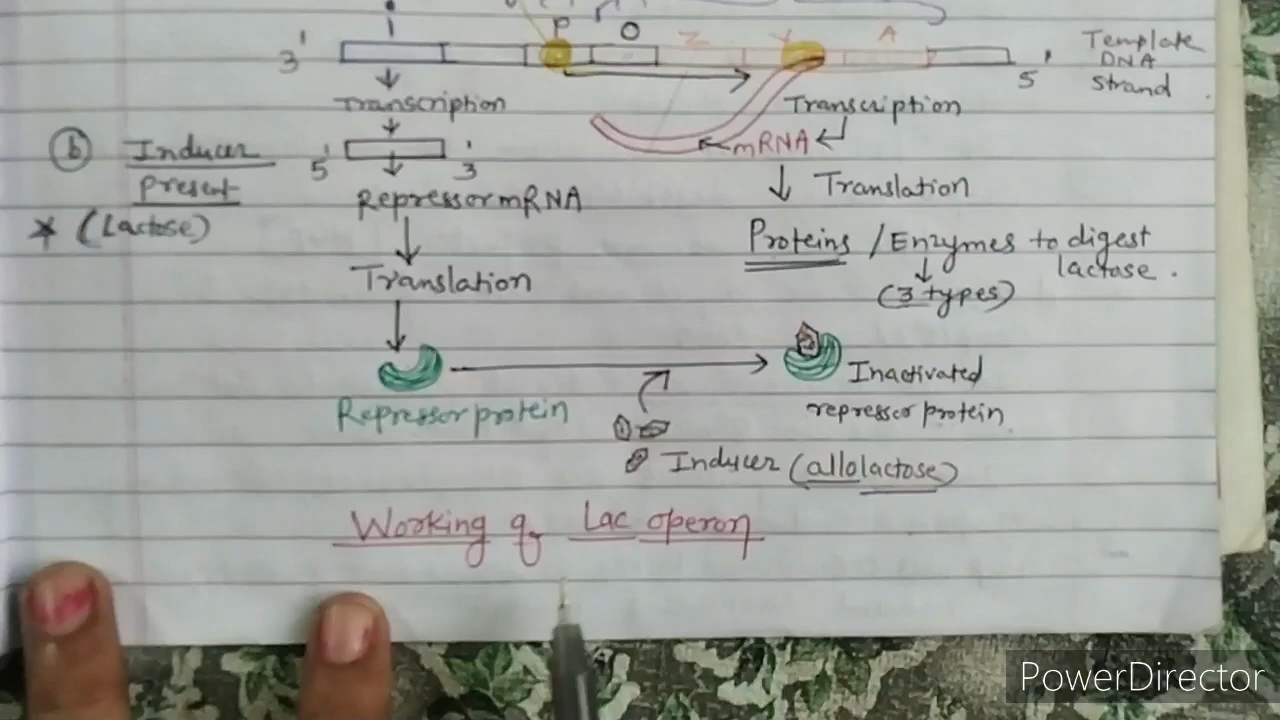 i P O Z Y A
3' 5' Template
DNA
strand
Transcription Transcription
mRNA
(b) Inducer 5' 3'
present
* (Lactose)
Repressor mRNA
Translation
Proteins / Enzymes to digest
lactose.
(3 types)
Translation
Inactivated
repressor protein
Repressor protein
Inducer (allolactose)
Working of Lac operon
PowerDirector